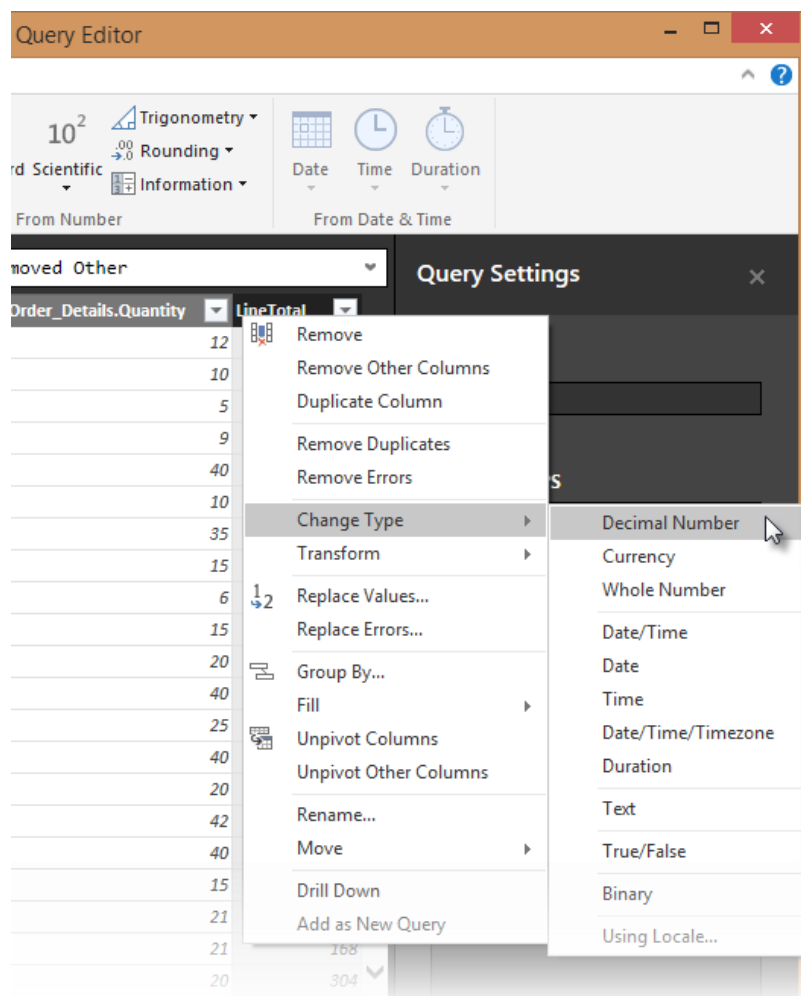 Query Editor
10² Trigonometry
Rounding
rd Scientific
Information
Date Time Duration
From Number
From Date & Time
moved Other
Query Settings
Order_Details.Quantity
LineTotal
12
10
5
9
40
10
35
15
6
15
20
40
25
40
20
42
40
15
21
21 168
20 304
Remove
Remove Other Columns
Duplicate Column
Remove Duplicates
Remove Errors
Change Type
Transform
Replace Values...
Replace Errors...
Group By...
Fill
Unpivot Columns
Unpivot Other Columns
Rename...
Move
Drill Down
Add as New Query
S
Decimal Number
Currency
Whole Number
Date/Time
Date
Time
Date/Time/Timezone
Duration
Text
True/False
Binary
Using Locale...